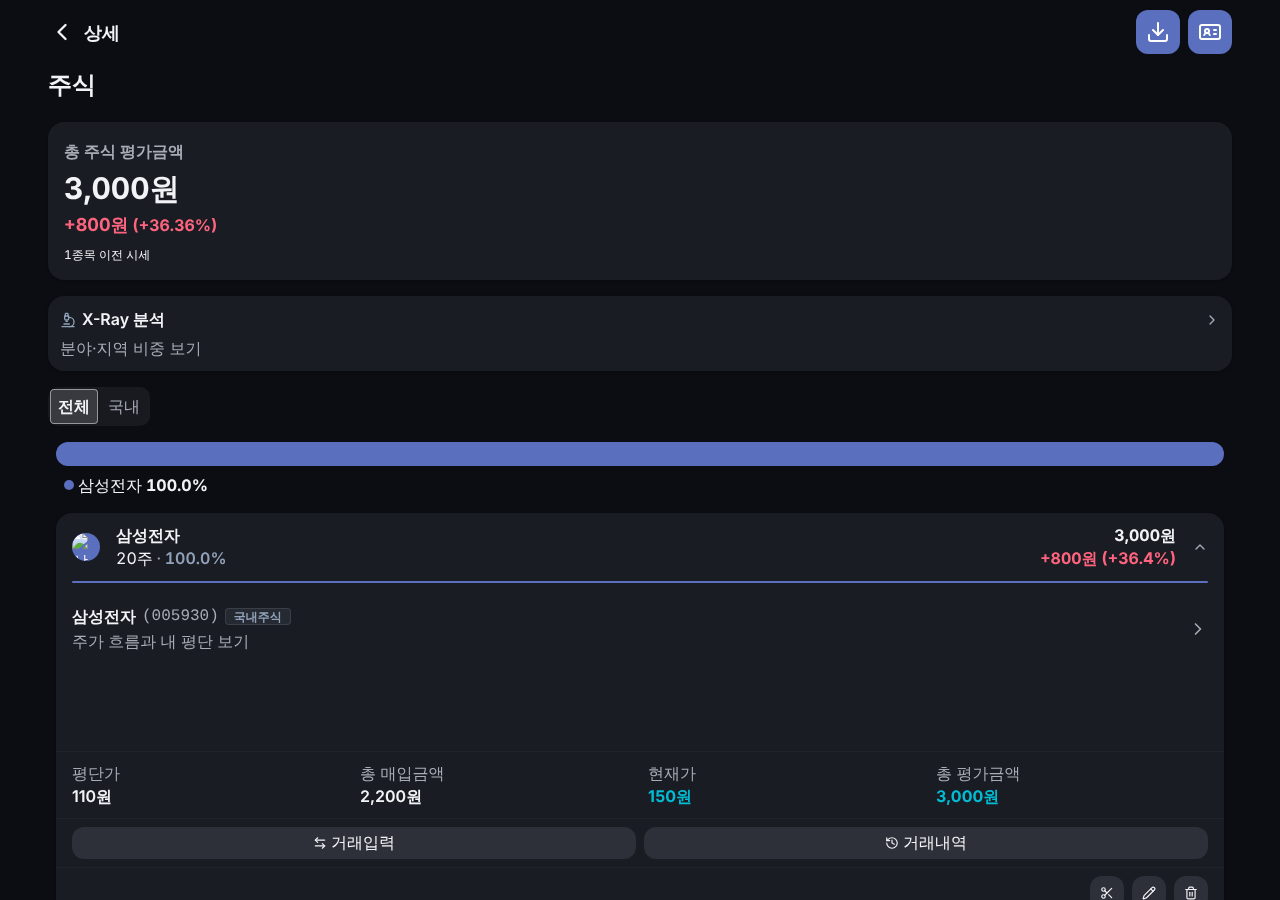 상세
주식
총 주식 평가금액
3,000원
+800원 (+36.36%)
1종목 이전 시세
X-Ray 분석
분야·지역 비중 보기
전체 국내
삼성전자 100.0%
삼성전자
20주 · 100.0%
3,000원
+800원 (+36.4%)
삼성전자 (005930) 국내주식
주가 흐름과 내 평단 보기
평단가 총 매입금액 현재가 총 평가금액
110원 2,200원 150원 3,000원
거래입력 거래내역